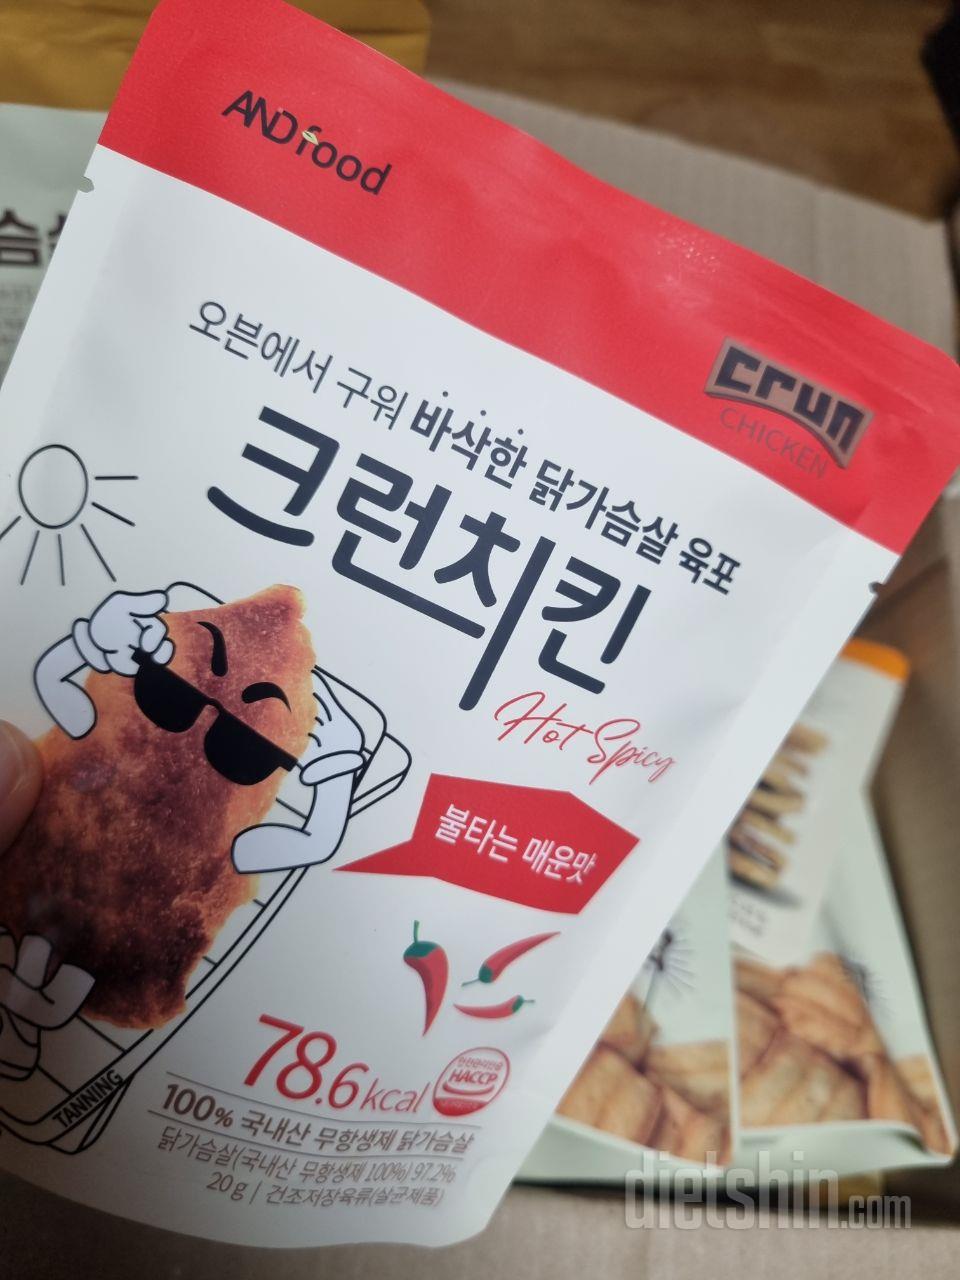 ANDfood
crun
CHICKEN
오븐에서 구워 바삭한 닭가슴살 육포
크런치킨
Hot Spicy
불타는 매운맛
78.6kcal
HACCP
100% 국내산 무항생제 닭가슴살
닭가슴살(국내산 무항생제 100%) 97.2%
20g | 건조저장육류(살균제품)
TANNING
dietshin.com